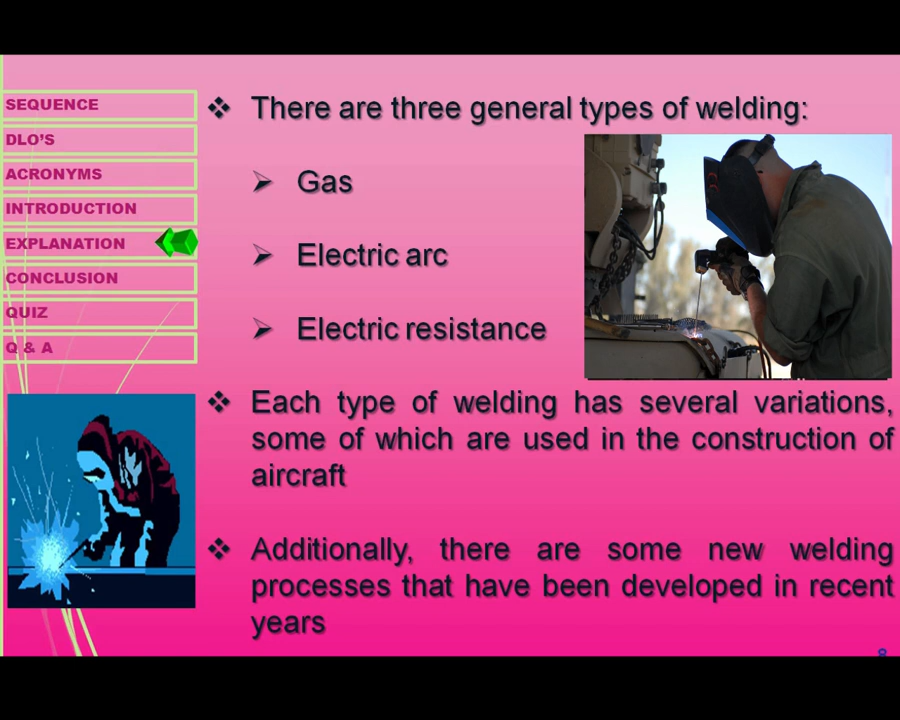 SEQUENCE
DLO'S
ACRONYMS
INTRODUCTION
EXPLANATION
CONCLUSION
QUIZ
Q & A
❖ There are three general types of welding:
➢ Gas
➢ Electric arc
➢ Electric resistance
❖ Each type of welding has several variations,
some of which are used in the construction of
aircraft
❖ Additionally, there are some new welding
processes that have been developed in recent
years
8